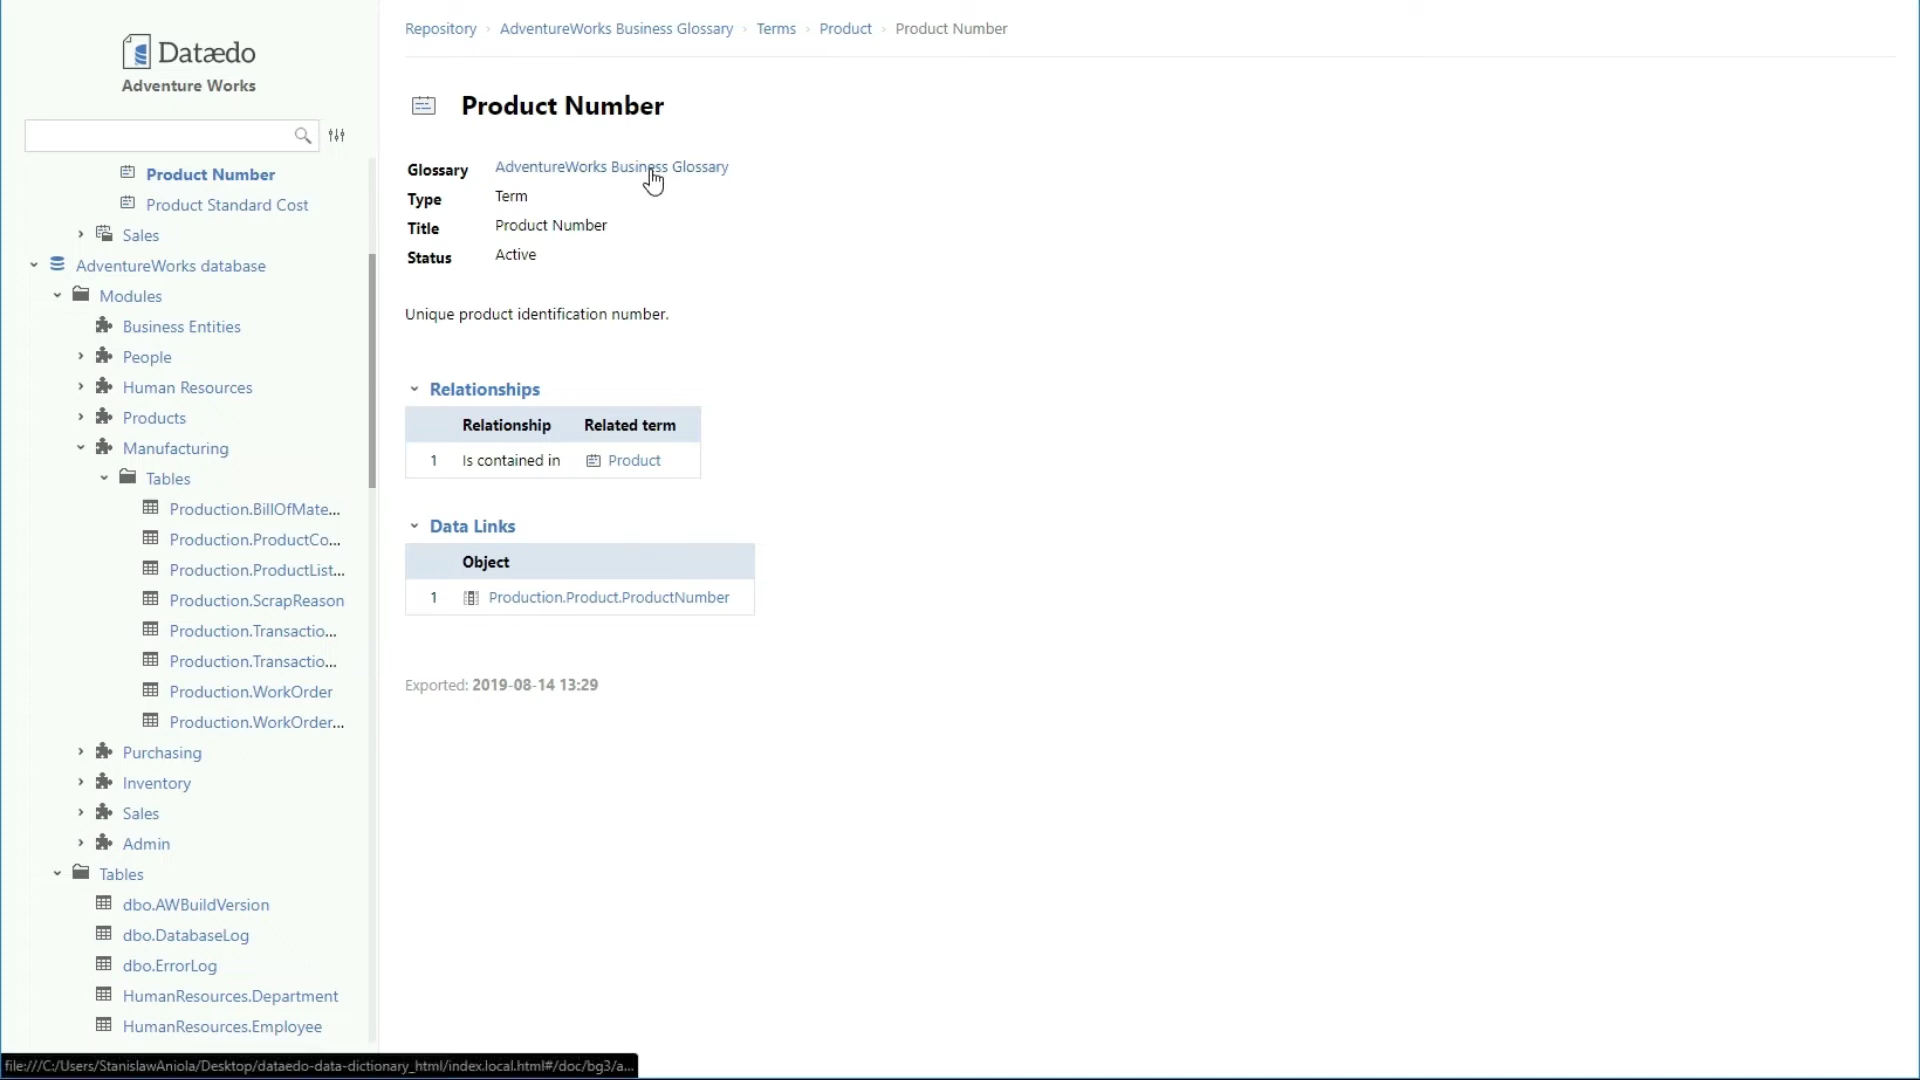 Repository › AdventureWorks Business Glossary › Terms › Product › Product Number
Datædo
Adventure Works
Product Number
Product Standard Cost
Sales
AdventureWorks database
Modules
Business Entities
People
Human Resources
Products
Manufacturing
Tables
Production.BillOfMate...
Production.ProductCo...
Production.ProductList...
Production.ScrapReason
Production.Transactio...
Production.Transactio...
Production.WorkOrder
Production.WorkOrder...
Purchasing
Inventory
Sales
Admin
Tables
dbo.AWBuildVersion
dbo.DatabaseLog
dbo.ErrorLog
HumanResources.Department
HumanResources.Employee
Product Number
Glossary AdventureWorks Business Glossary
Type Term
Title Product Number
Status Active
Unique product identification number.
Relationships
Relationship Related term
1 Is contained in Product
Data Links
Object
1 Production.Product.ProductNumber
Exported: 2019-08-14 13:29
file:///C:/Users/StanislawAniola/Desktop/dataedo-data-dictionary_html/index.local.html#/doc/bg3/a...